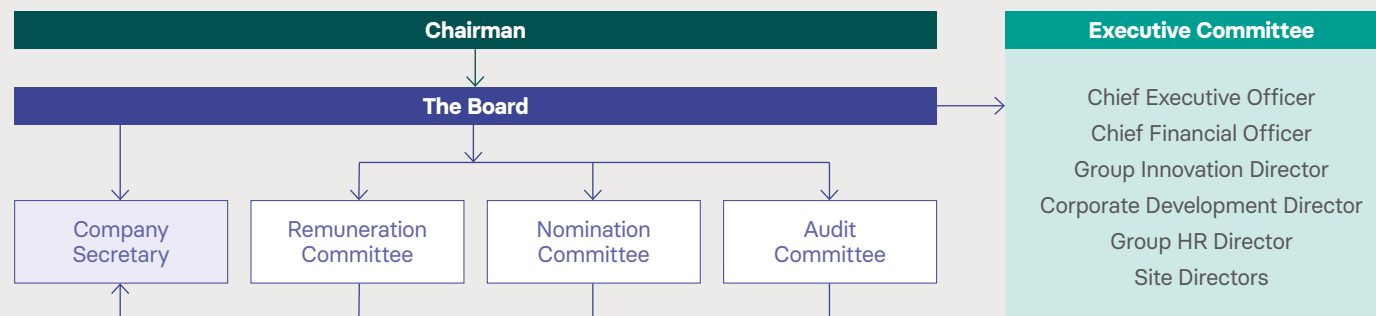 Chairman
Executive Committee
The Board
Chief Executive Officer
Chief Financial Officer
Group Innovation Director
Corporate Development Director
Group HR Director
Site Directors
Company
Secretary
Remuneration
Committee
Nomination
Committee
Audit
Committee